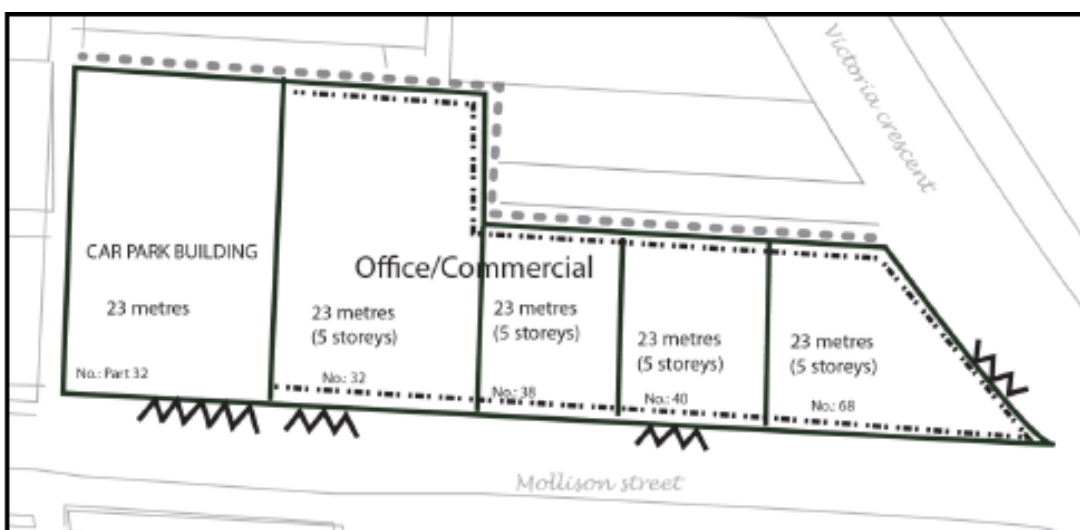 Victoria crescent
CAR PARK BUILDING
23 metres
No.: Part 32
Office/Commercial
23 metres
(5 storeys)
No.: 32
23 metres
(5 storeys)
No.: 38
23 metres
(5 storeys)
No.: 40
23 metres
(5 storeys)
No.: 68
Mollison street